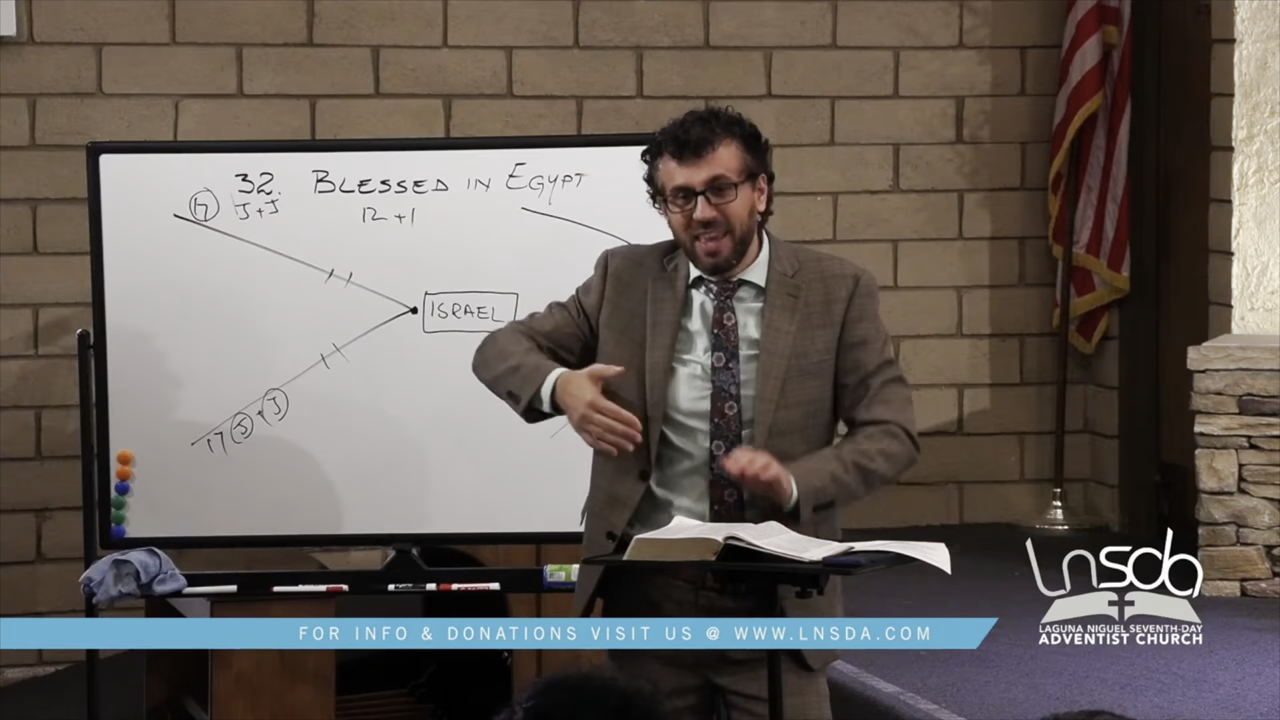 32. BLESSED IN EGYPT
17 J+J 12+1
ISRAEL
17 J+J
FOR INFO & DONATIONS VISIT US @ WWW.LNSDA.COM
LNSDA
LAGUNA NIGUEL SEVENTH-DAY
ADVENTIST CHURCH